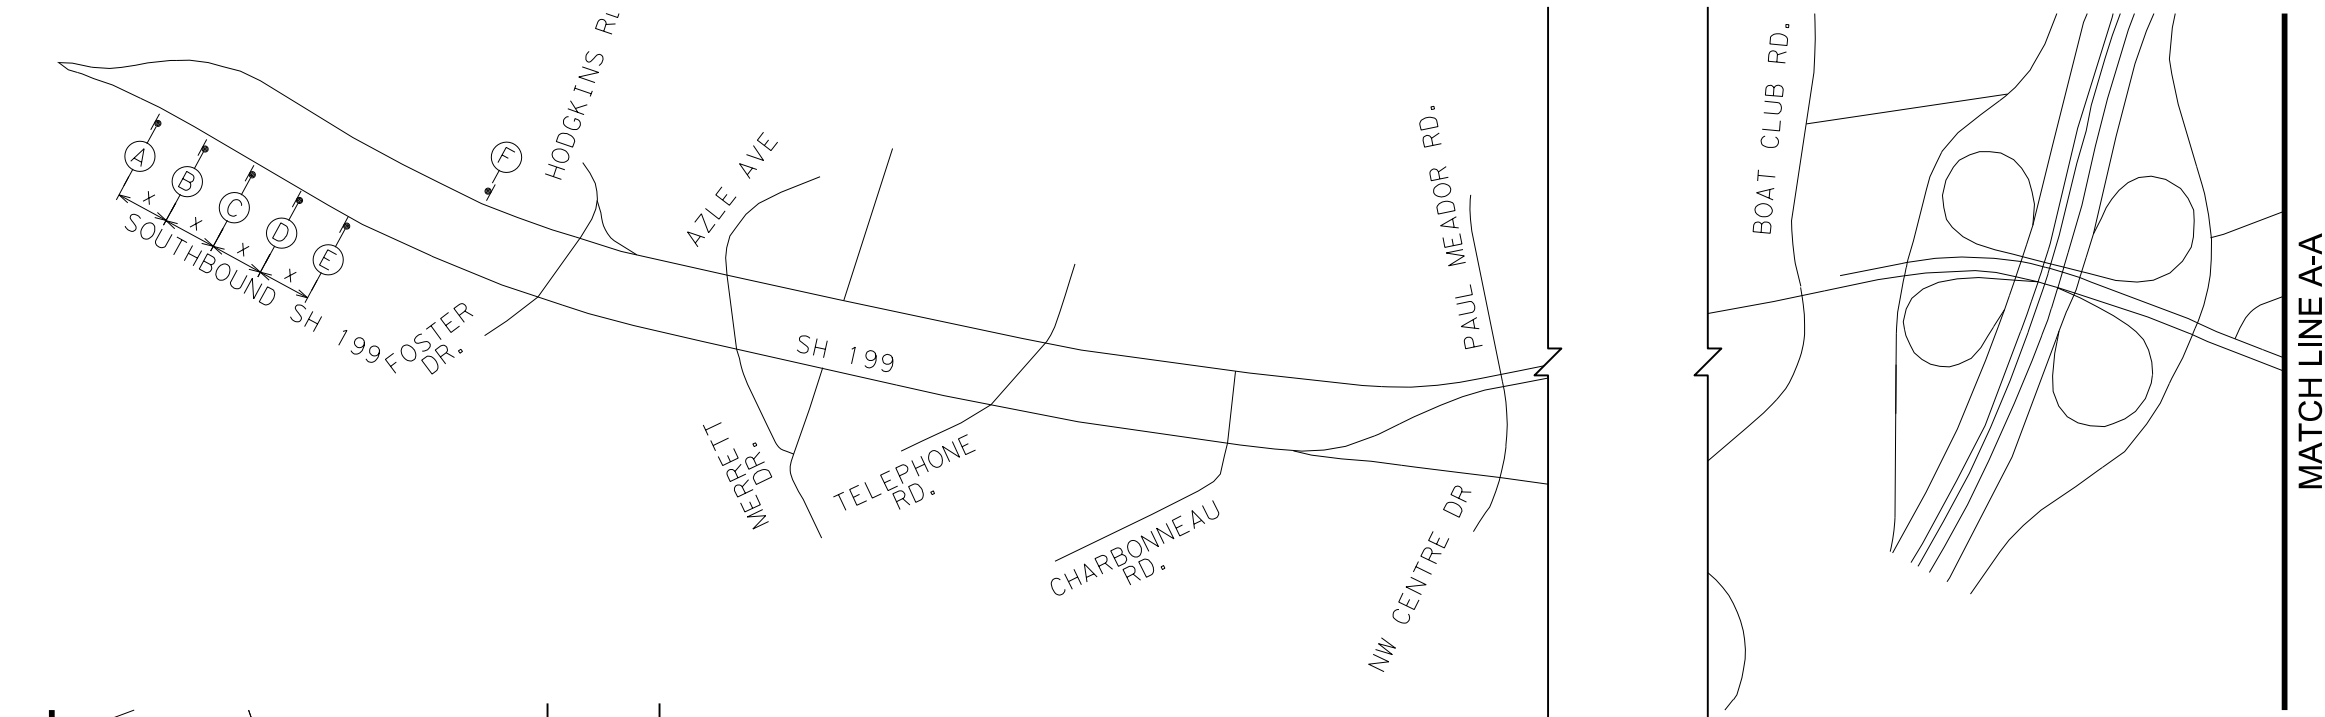 HODGKINS
BOAT CLUB RD.
F
A
B
C
D
E
x
x
x
x
SOUTHBOUND SH 199
AZLE AVE
PAUL MEADOR RD.
FOSTER
DR.
SH 199
MERRETT
DR.
TELEPHONE
RD.
CHARBONNEAU
RD.
NW CENTRE DR
MATCH LINE A-A